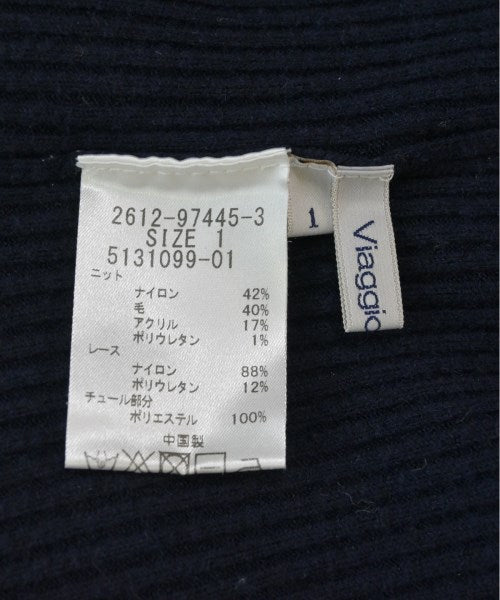 2612-97445-3
SIZE 1
5131099-01
ニット
ナイロン 42%
毛 40%
アクリル 17%
ポリウレタン 1%
レース
ナイロン 88%
ポリウレタン 12%
チュール部分
ポリエステル 100%
中国製
1
Viaggio